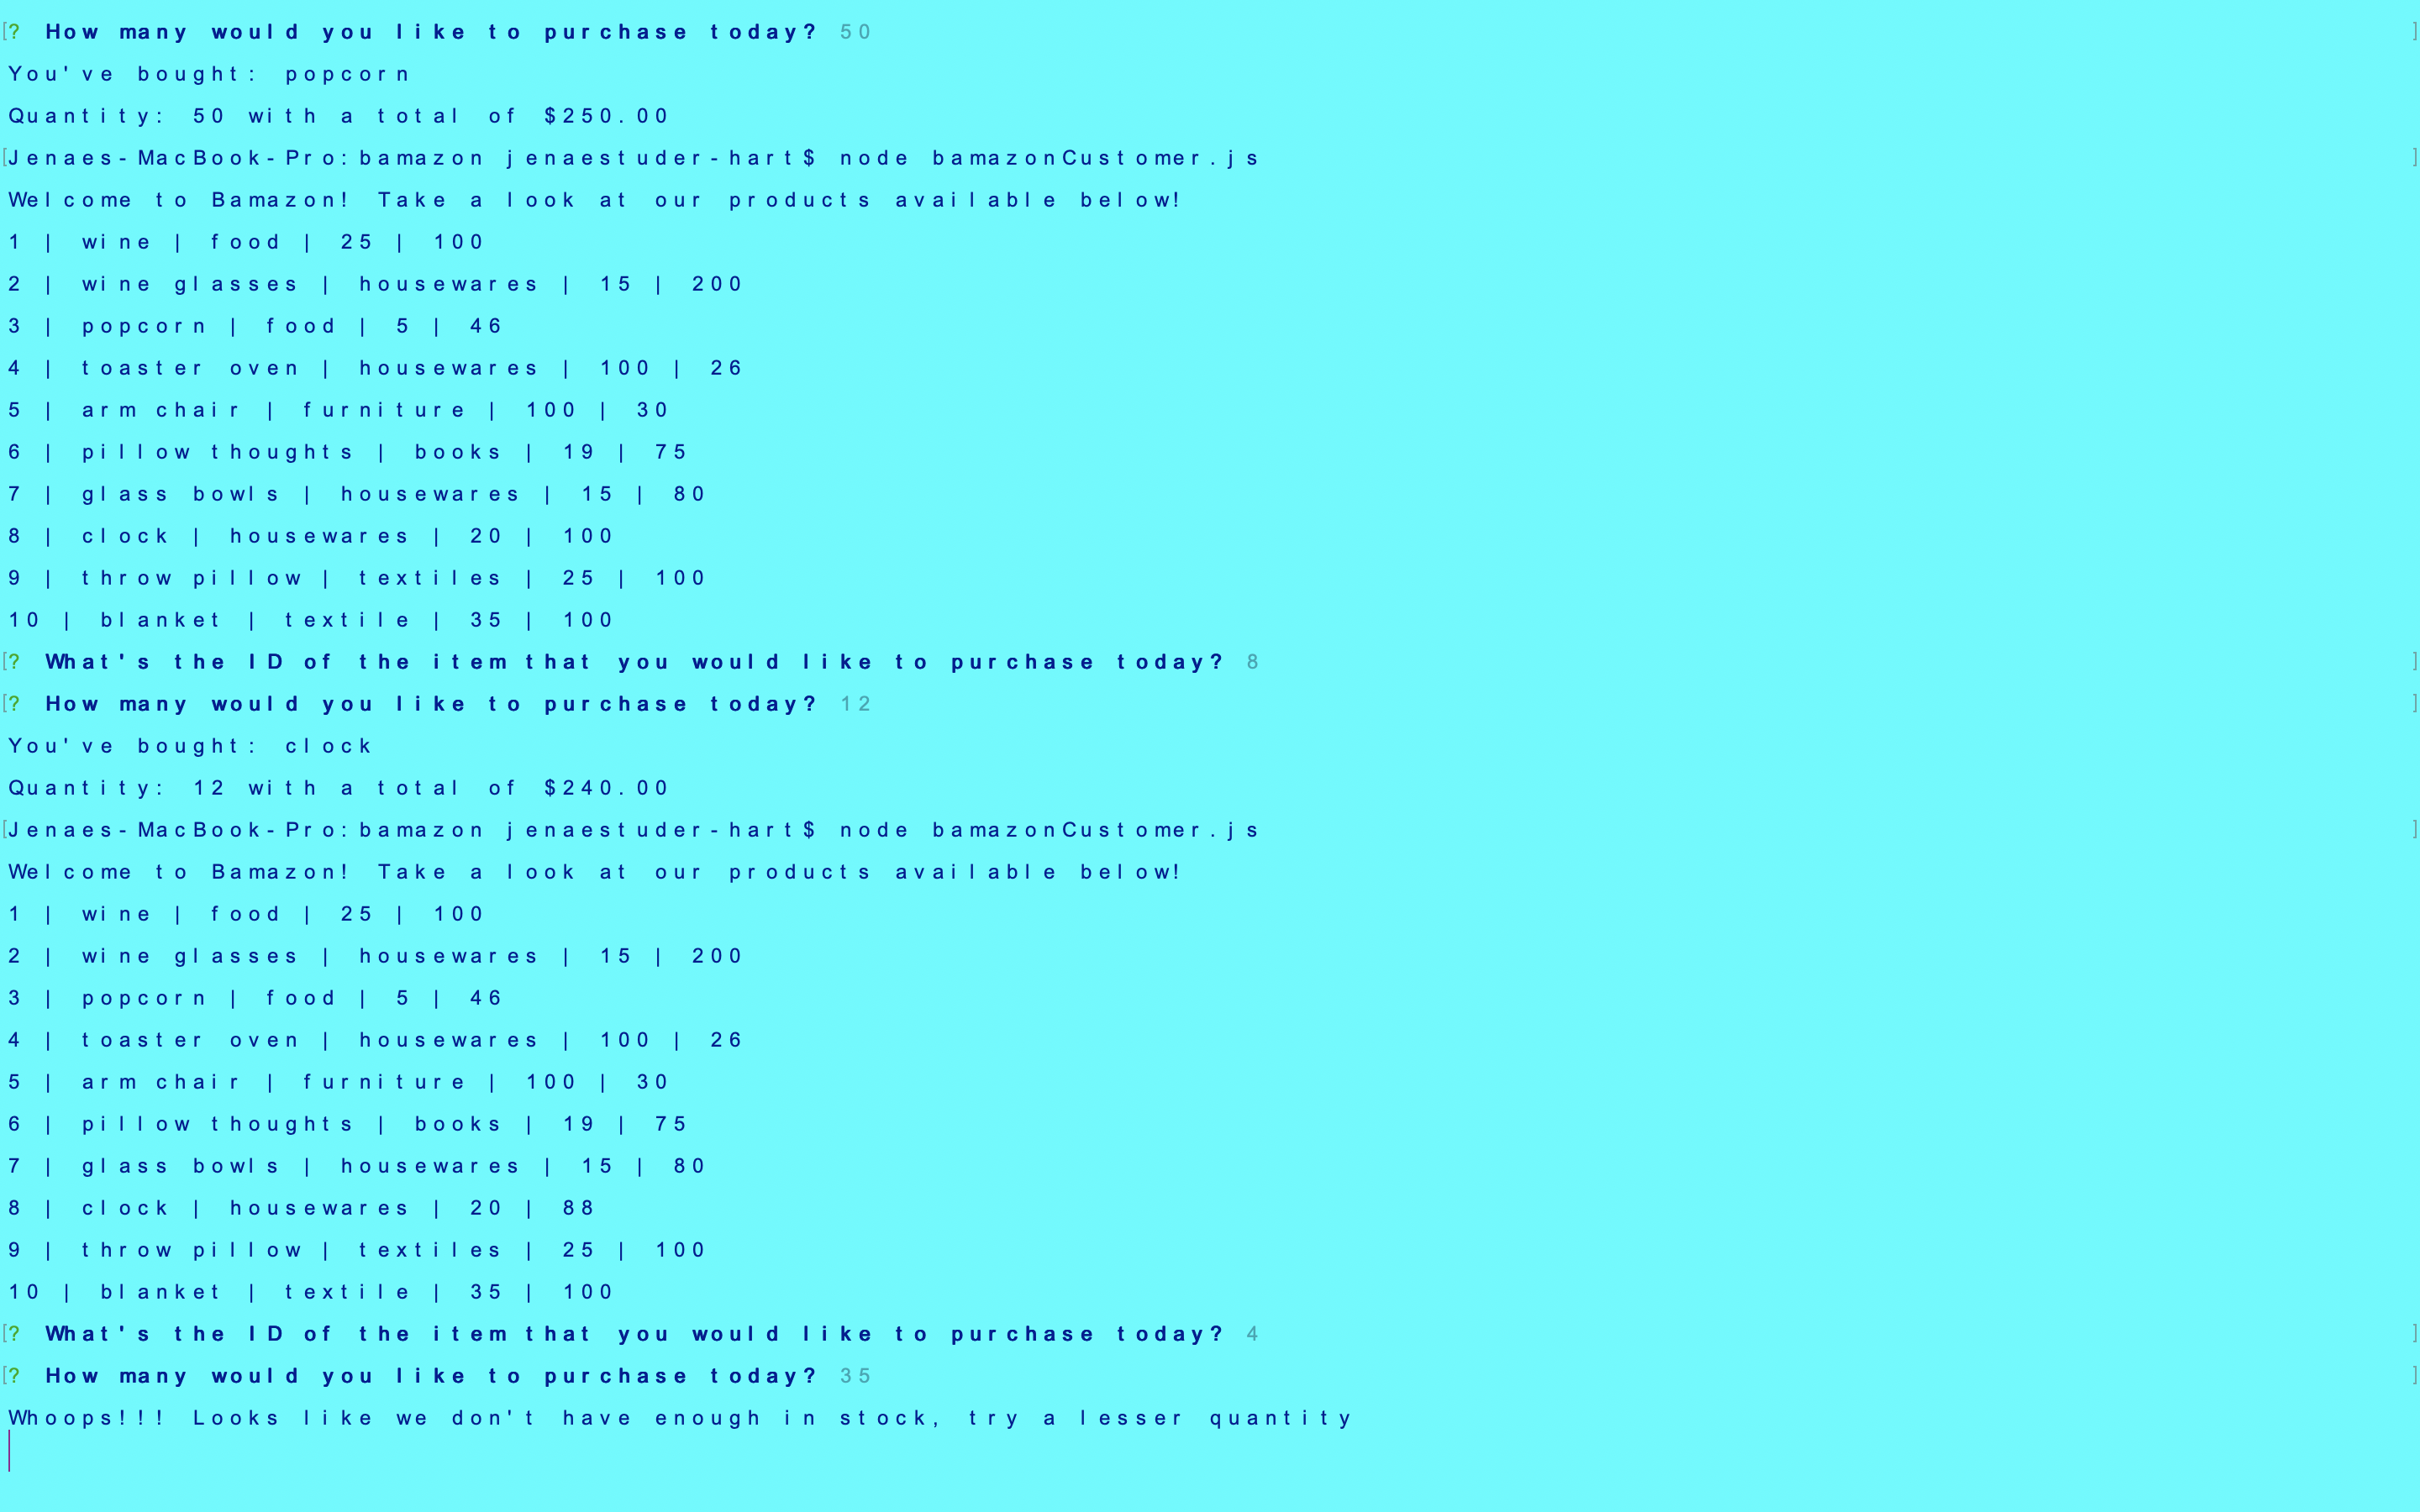 [? How many would you like to purchase today? 50 ]
You've bought: popcorn
Quantity: 50 with a total of $250.00
[Jenaes-MacBook-Pro:bamazon jenaestuder-hart$ node bamazonCustomer.js ]
Welcome to Bamazon! Take a look at our products available below!
1 | wine | food | 25 | 100
2 | wine glasses | housewares | 15 | 200
3 | popcorn | food | 5 | 46
4 | toaster oven | housewares | 100 | 26
5 | arm chair | furniture | 100 | 30
6 | pillow thoughts | books | 19 | 75
7 | glass bowls | housewares | 15 | 80
8 | clock | housewares | 20 | 100
9 | throw pillow | textiles | 25 | 100
10 | blanket | textile | 35 | 100
[? What's the ID of the item that you would like to purchase today? 8 ]
[? How many would you like to purchase today? 12 ]
You've bought: clock
Quantity: 12 with a total of $240.00
[Jenaes-MacBook-Pro:bamazon jenaestuder-hart$ node bamazonCustomer.js ]
Welcome to Bamazon! Take a look at our products available below!
1 | wine | food | 25 | 100
2 | wine glasses | housewares | 15 | 200
3 | popcorn | food | 5 | 46
4 | toaster oven | housewares | 100 | 26
5 | arm chair | furniture | 100 | 30
6 | pillow thoughts | books | 19 | 75
7 | glass bowls | housewares | 15 | 80
8 | clock | housewares | 20 | 88
9 | throw pillow | textiles | 25 | 100
10 | blanket | textile | 35 | 100
[? What's the ID of the item that you would like to purchase today? 4 ]
[? How many would you like to purchase today? 35 ]
Whoops!!! Looks like we don't have enough in stock, try a lesser quantity